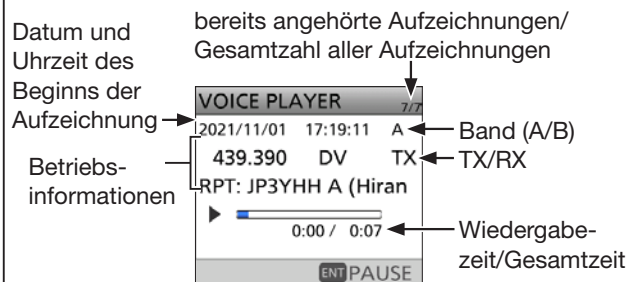 Datum und
Uhrzeit des
Beginns der
Aufzeichnung
bereits angehörte Aufzeichnungen/
Gesamtzahl aller Aufzeichnungen
Betriebs-
informationen
VOICE PLAYER 7/7
2021/11/01 17:19:11 A
439.390 DV TX
RPT: JP3YHH A (Hiran
0:00 / 0:07
ENT PAUSE
Band (A/B)
TX/RX
Wiedergabe-
zeit/Gesamtzeit